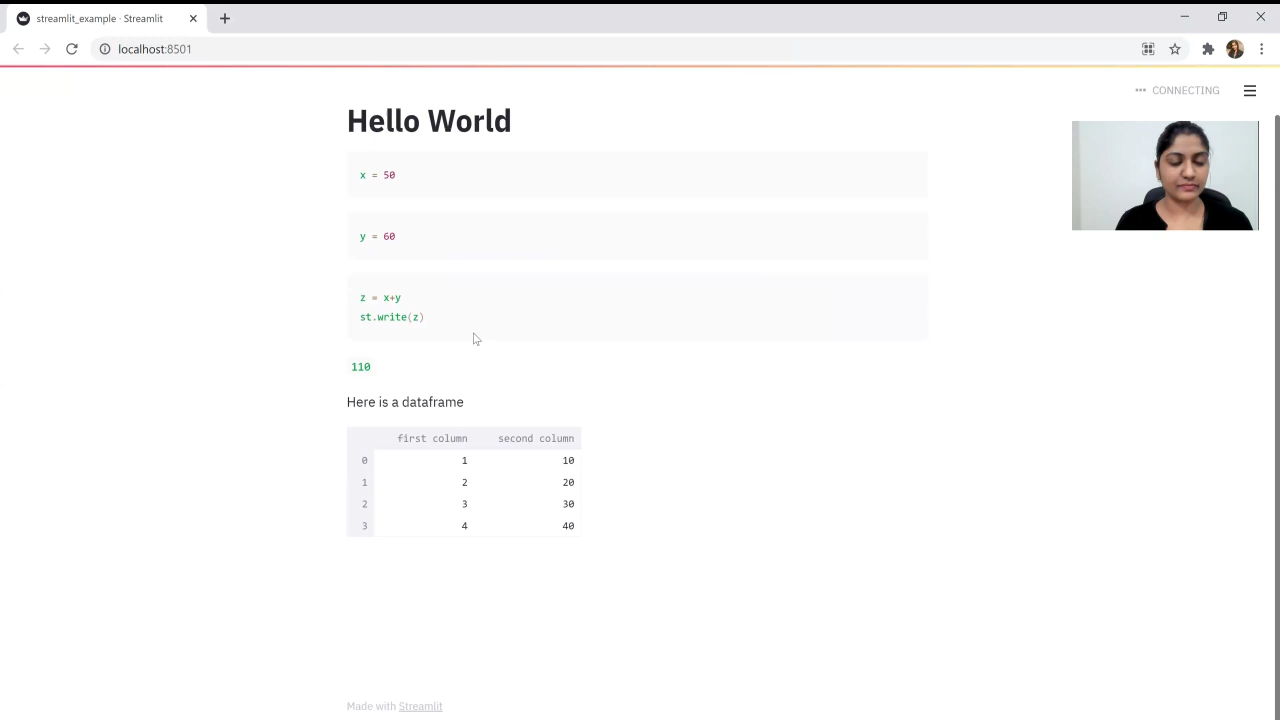 streamlit_example · Streamlit
localhost:8501
CONNECTING
Hello World
x = 50
y = 60
z = x+y
st.write(z)
110
Here is a dataframe
first column second column
0 1 10
1 2 20
2 3 30
3 4 40
Made with Streamlit